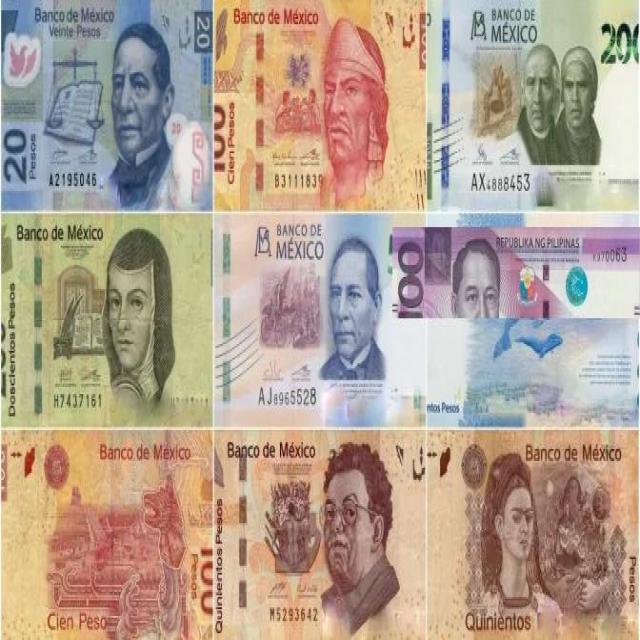 Banco de México
Veinte Pesos
20
20
Pesos
A2195046
Banco de México
100
Cien Pesos
B3111839
BANCO DE
MÉXICO
200
AX4888453
Banco de México
Doscientos Pesos
H7437161
BANCO DE
MÉXICO
AJ8965528
100
REPUBLIKA NG PILIPINAS
ntos Pesos
Banco de México
100
Pesos
Cien Peso
Banco de México
Quinientos Pesos
M5293642
Banco de México
Quinientos
Pesos